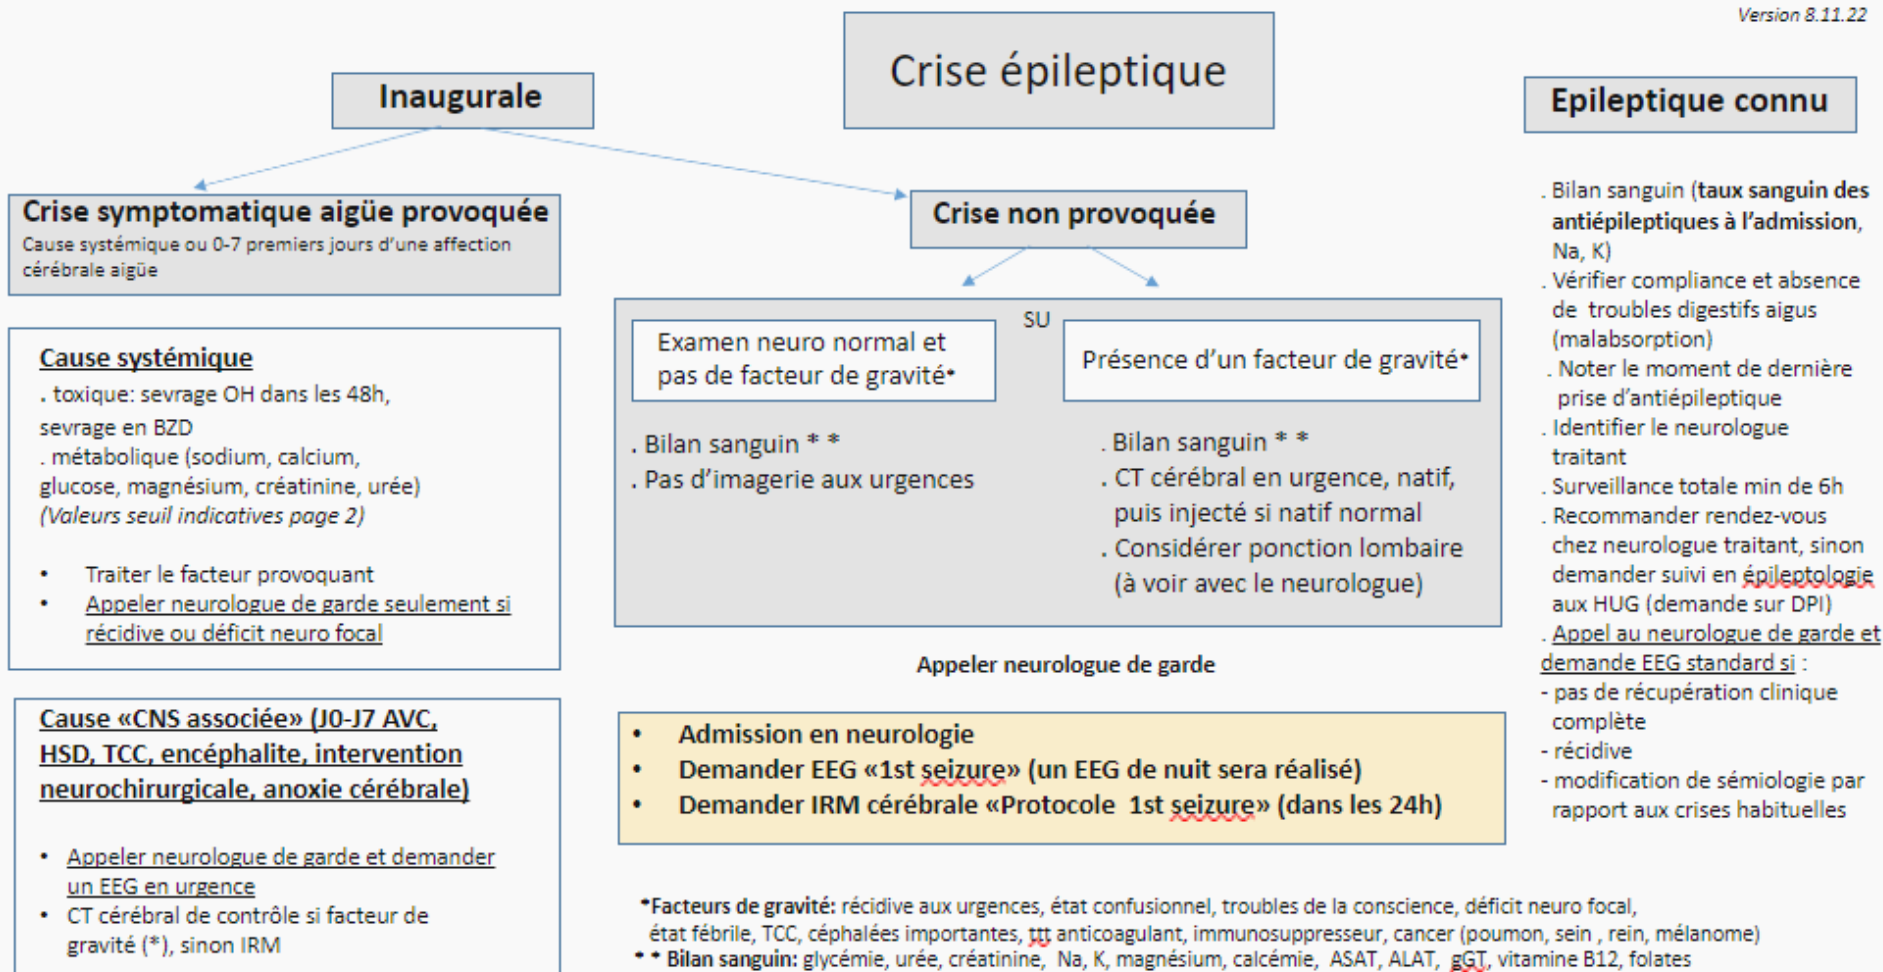 Version 8.11.22
Crise épileptique
Inaugurale
Crise symptomatique aigüe provoquée
Cause systémique ou 0-7 premiers jours d'une affection
cérébrale aigüe
Cause systémique
. toxique: sevrage OH dans les 48h,
sevrage en BZD
. métabolique (sodium, calcium,
glucose, magnésium, créatinine, urée)
(Valeurs seuil indicatives page 2)
• Traiter le facteur provoquant
• Appeler neurologue de garde seulement si
récidive ou déficit neuro focal
Cause «CNS associée» (J0-J7 AVC,
HSD, TCC, encéphalite, intervention
neurochirurgicale, anoxie cérébrale)
• Appeler neurologue de garde et demander
un EEG en urgence
• CT cérébral de contrôle si facteur de
gravité (*), sinon IRM
Crise non provoquée
SU
Examen neuro normal et
pas de facteur de gravité*
. Bilan sanguin * *
. Pas d'imagerie aux urgences
Présence d'un facteur de gravité*
. Bilan sanguin * *
. CT cérébral en urgence, natif,
puis injecté si natif normal
. Considérer ponction lombaire
(à voir avec le neurologue)
Appeler neurologue de garde
• Admission en neurologie
• Demander EEG «1st seizure» (un EEG de nuit sera réalisé)
• Demander IRM cérébrale «Protocole 1st seizure» (dans les 24h)
*Facteurs de gravité: récidive aux urgences, état confusionnel, troubles de la conscience, déficit neuro focal,
état fébrile, TCC, céphalées importantes, ttt anticoagulant, immunosuppresseur, cancer (poumon, sein , rein, mélanome)
* * Bilan sanguin: glycémie, urée, créatinine, Na, K, magnésium, calcémie, ASAT, ALAT, gGT, vitamine B12, folates
Epileptique connu
. Bilan sanguin (taux sanguin des
antiépileptiques à l'admission,
Na, K)
. Vérifier compliance et absence
de troubles digestifs aigus
(malabsorption)
. Noter le moment de dernière
prise d'antiépileptique
. Identifier le neurologue
traitant
. Surveillance totale min de 6h
. Recommander rendez-vous
chez neurologue traitant, sinon
demander suivi en épileptologie
aux HUG (demande sur DPI)
. Appel au neurologue de garde et
demande EEG standard si :
- pas de récupération clinique
complète
- récidive
- modification de sémiologie par
rapport aux crises habituelles